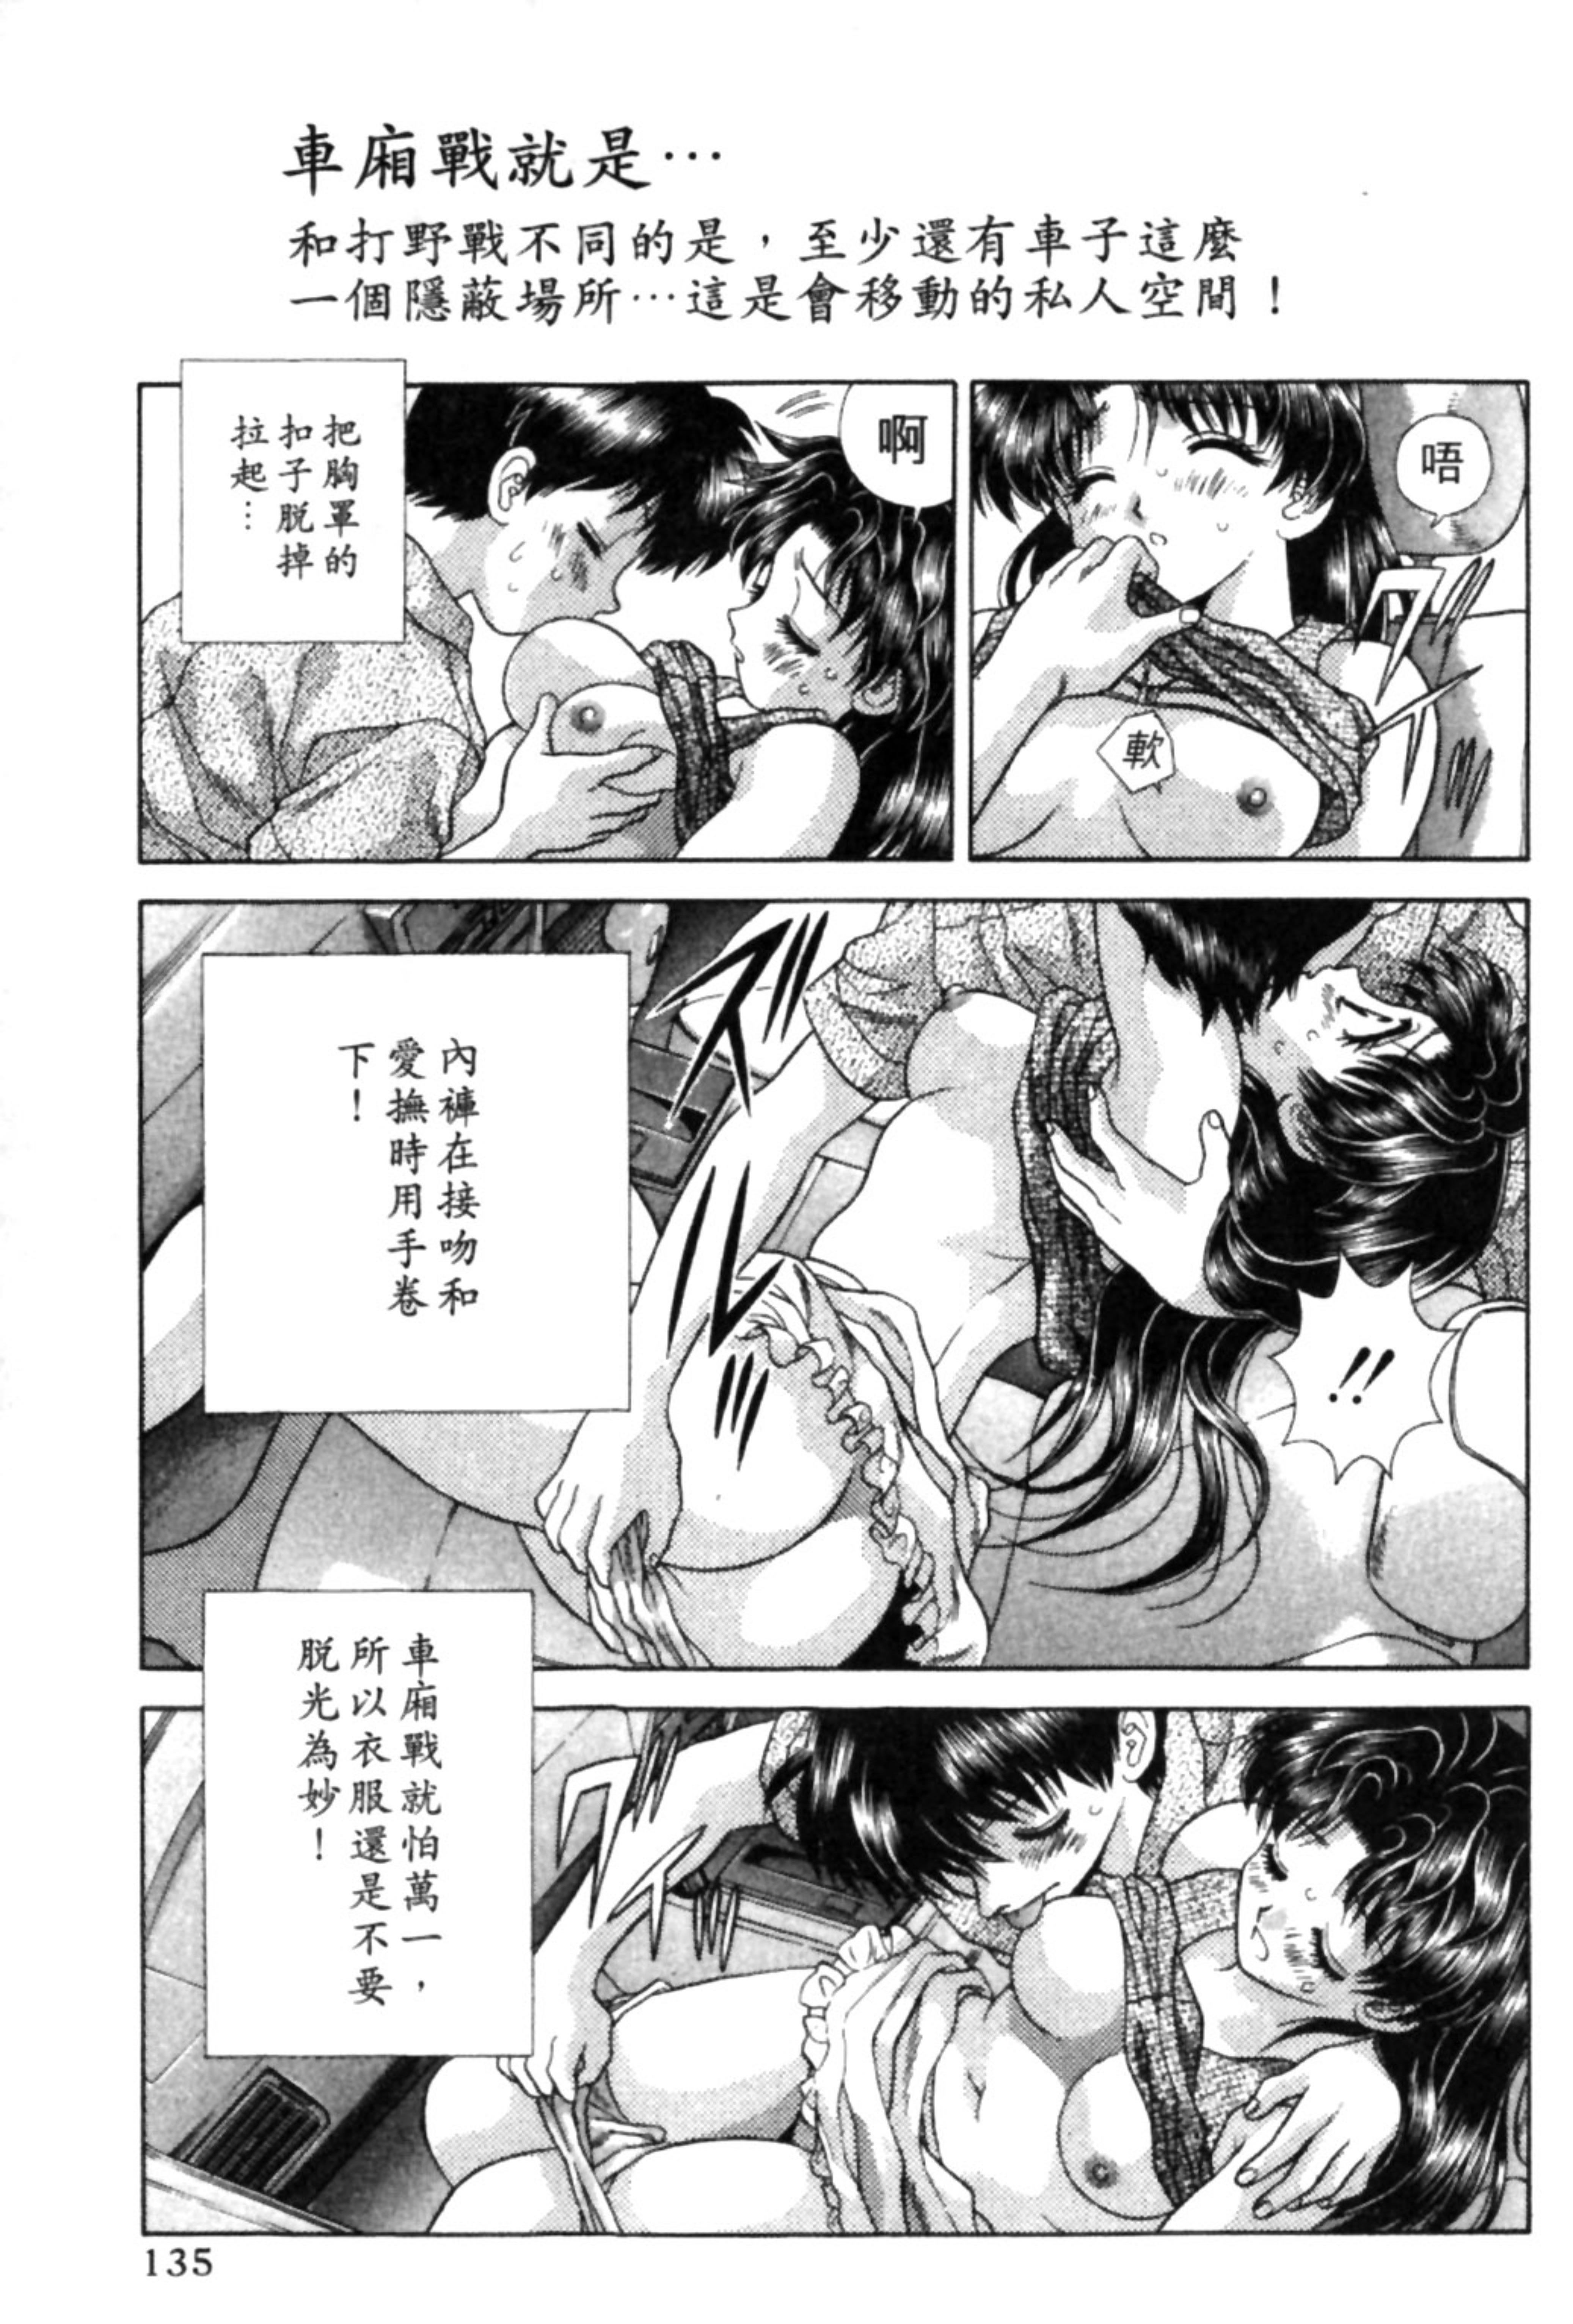 車廂戰就是…
和打野戰不同的是，至少還有車子這麼
一個隱蔽場所…這是會移動的私人空間！
唔
軟
啊
把胸罩的
扣子脫掉
拉起…
內褲在接吻和
愛撫時用手卷
下！
!!
車廂戰就怕萬一，
所以衣服還是不要
脫光為妙！
135